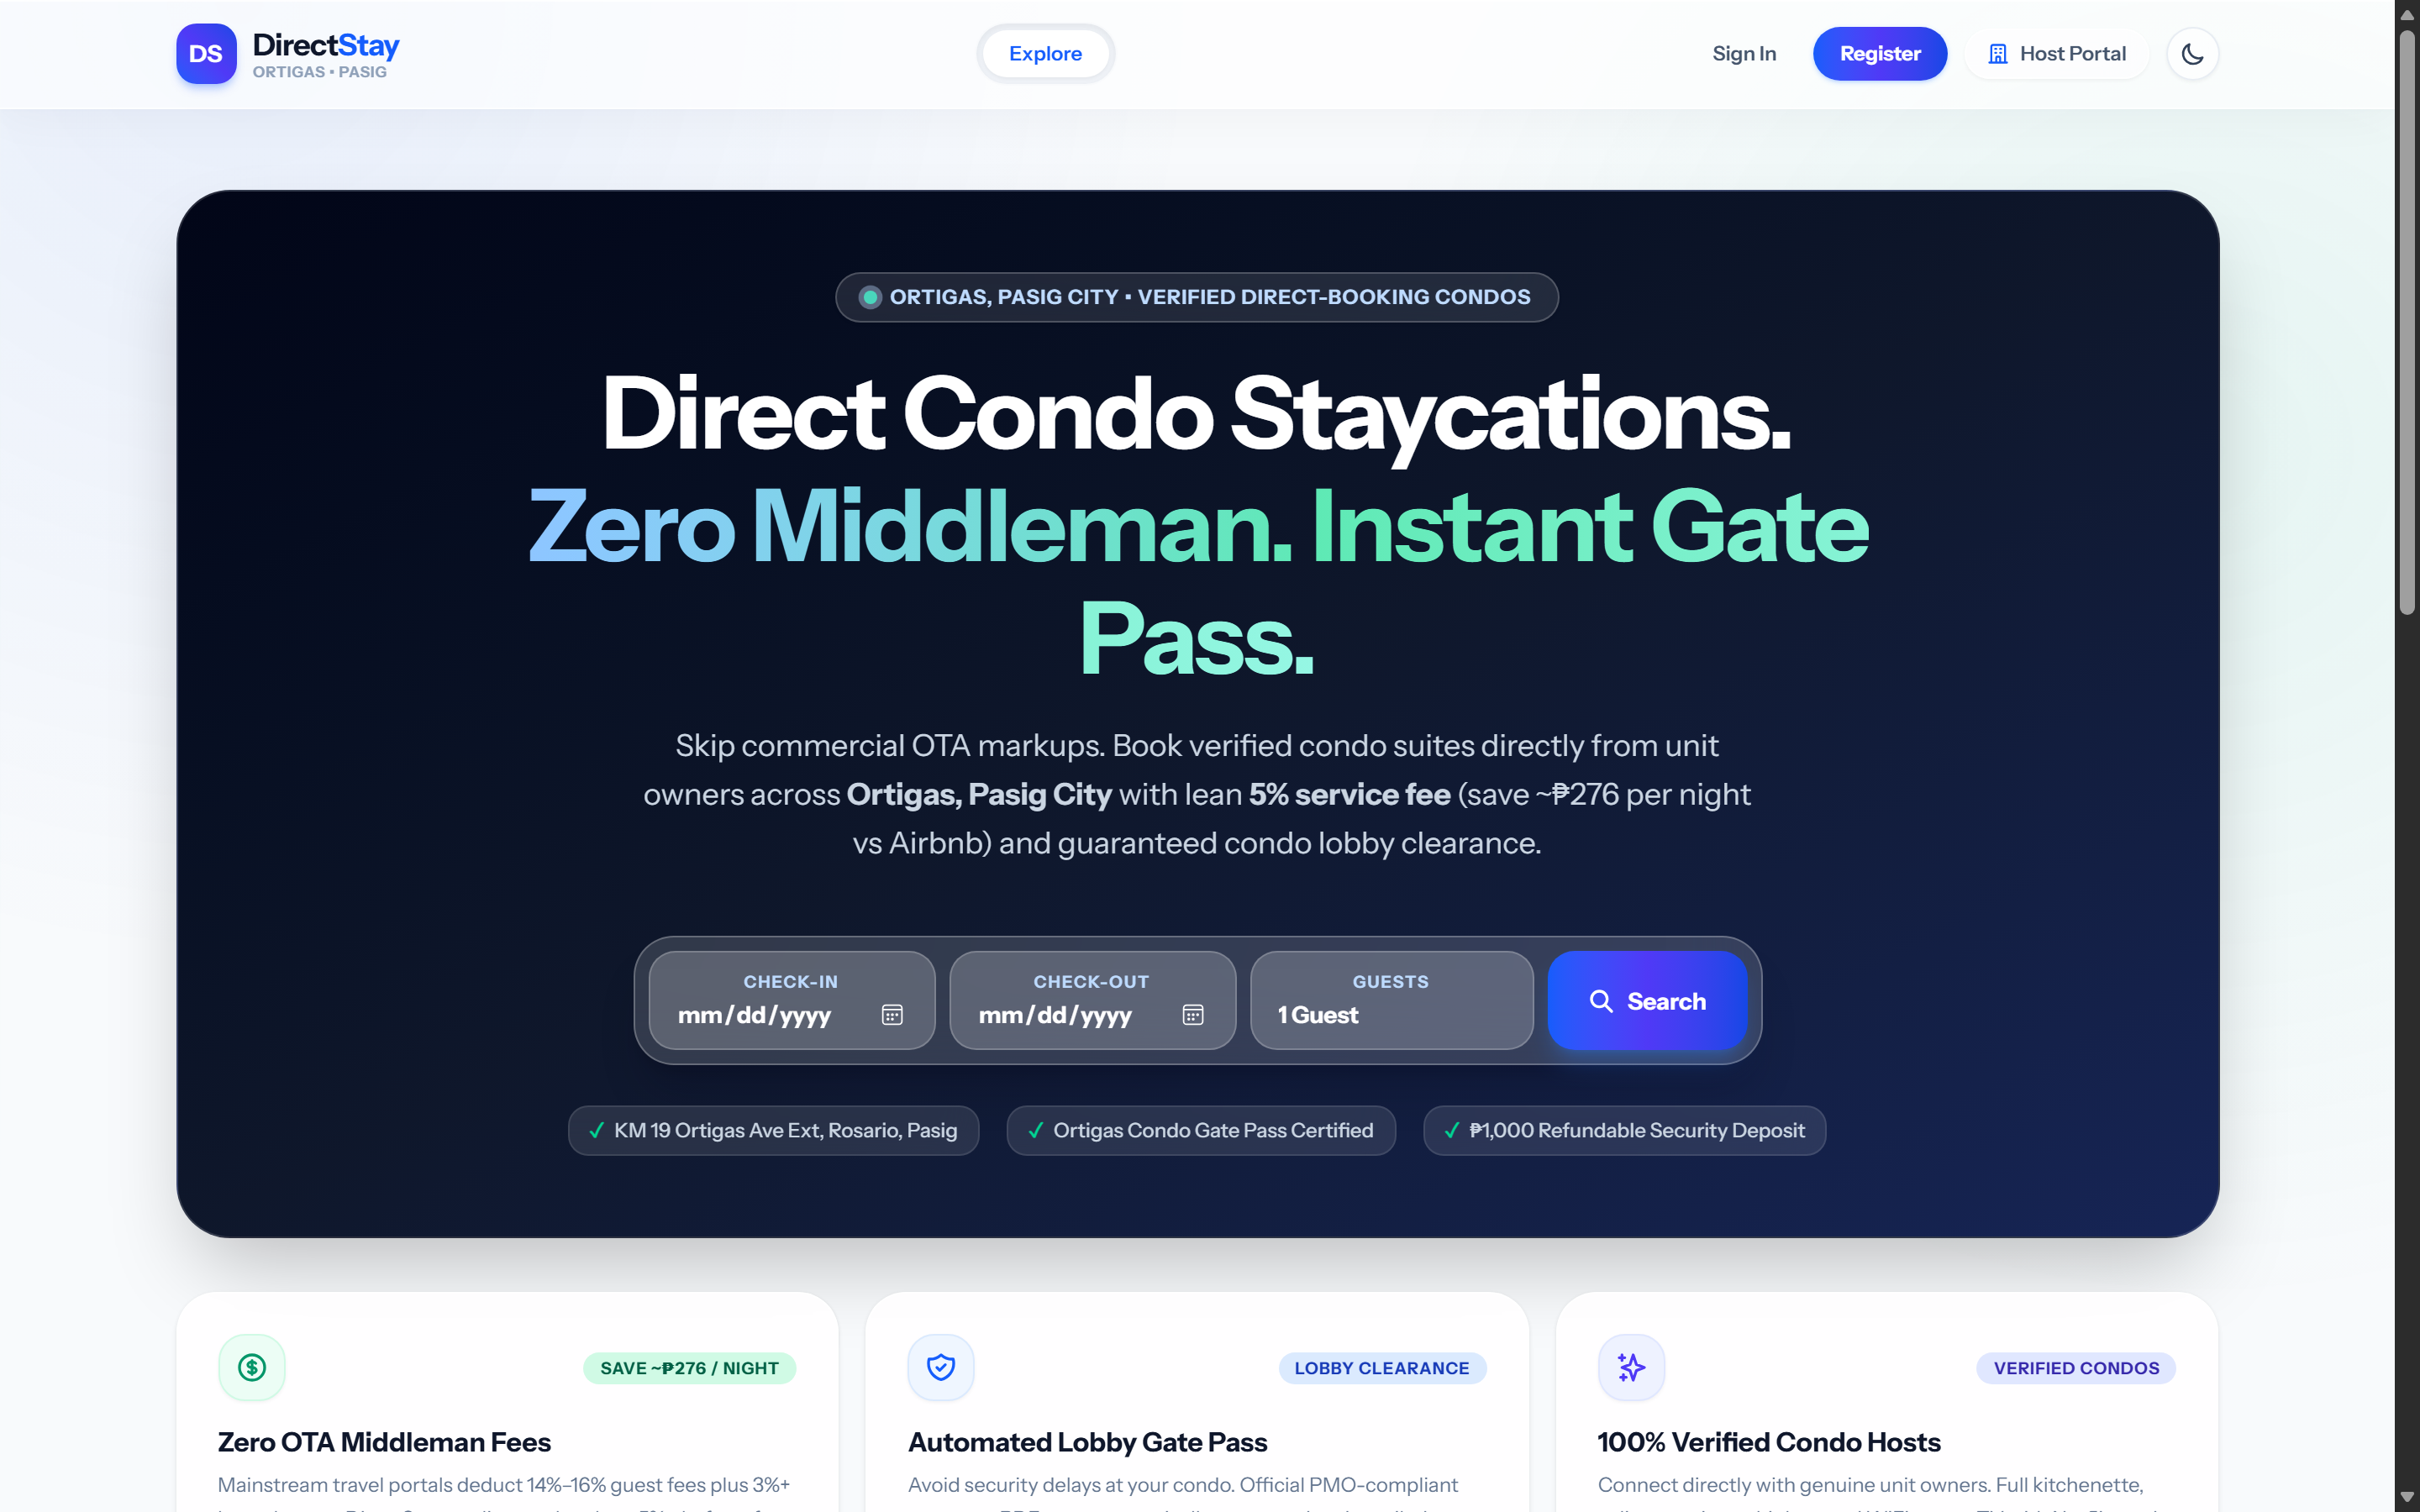 DS
DirectStay
ORTIGAS • PASIG
Explore
Sign In
Register
Host Portal
ORTIGAS, PASIG CITY • VERIFIED DIRECT-BOOKING CONDOS
Direct Condo Staycations.
Zero Middleman. Instant Gate
Pass.
Skip commercial OTA markups. Book verified condo suites directly from unit
owners across Ortigas, Pasig City with lean 5% service fee (save ~₱276 per night
vs Airbnb) and guaranteed condo lobby clearance.
CHECK-IN
mm/dd/yyyy
CHECK-OUT
mm/dd/yyyy
GUESTS
1 Guest
Search
✓ KM 19 Ortigas Ave Ext, Rosario, Pasig
✓ Ortigas Condo Gate Pass Certified
✓ ₱1,000 Refundable Security Deposit
SAVE ~₱276 / NIGHT
Zero OTA Middleman Fees
Mainstream travel portals deduct 14%–16% guest fees plus 3%+
LOBBY CLEARANCE
Automated Lobby Gate Pass
Avoid security delays at your condo. Official PMO-compliant
VERIFIED CONDOS
100% Verified Condo Hosts
Connect directly with genuine unit owners. Full kitchenette,